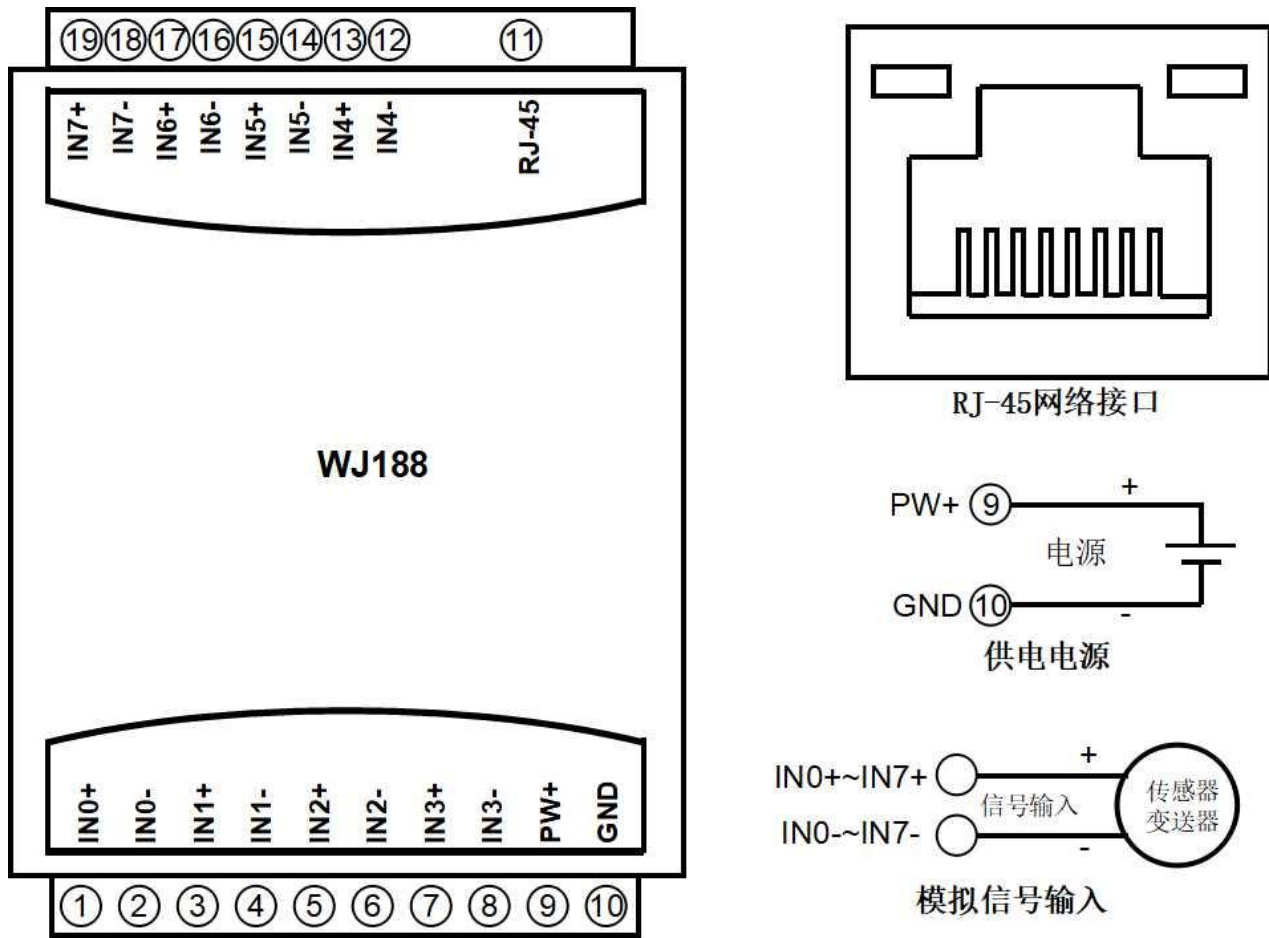 ⑲⑱⑰⑯⑮⑭⑬⑫ ⑪
IN7+ IN7- IN6+ IN6- IN5+ IN5- IN4+ IN4- RJ-45
WJ188
IN0+ IN0- IN1+ IN1- IN2+ IN2- IN3+ IN3- PW+ GND
① ② ③ ④ ⑤ ⑥ ⑦ ⑧ ⑨ ⑩
RJ-45网络接口
PW+ ⑨ +
电源
GND ⑩ -
供电电源
IN0+~IN7+ +
信号输入
IN0-~IN7- -
传感器
变送器
模拟信号输入